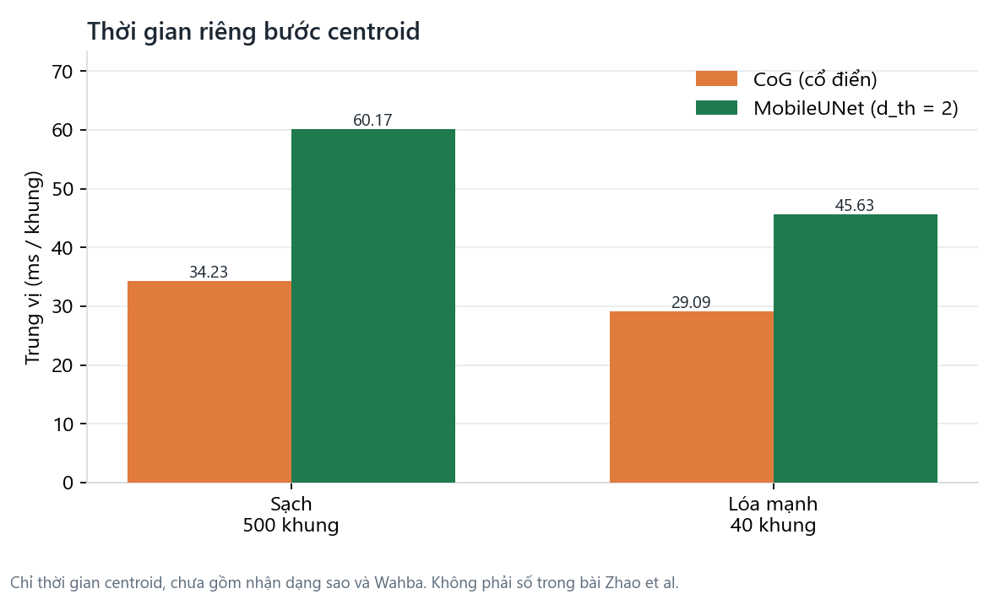 Thời gian riêng bước centroid
CoG (cổ điển)
MobileUNet (d_th = 2)
Trung vị (ms / khung)
70
60
50
40
30
20
10
0
34.23
60.17
29.09
45.63
Sạch
500 khung
Lóa mạnh
40 khung
Chỉ thời gian centroid, chưa gồm nhận dạng sao và Wahba. Không phải số trong bài Zhao et al.